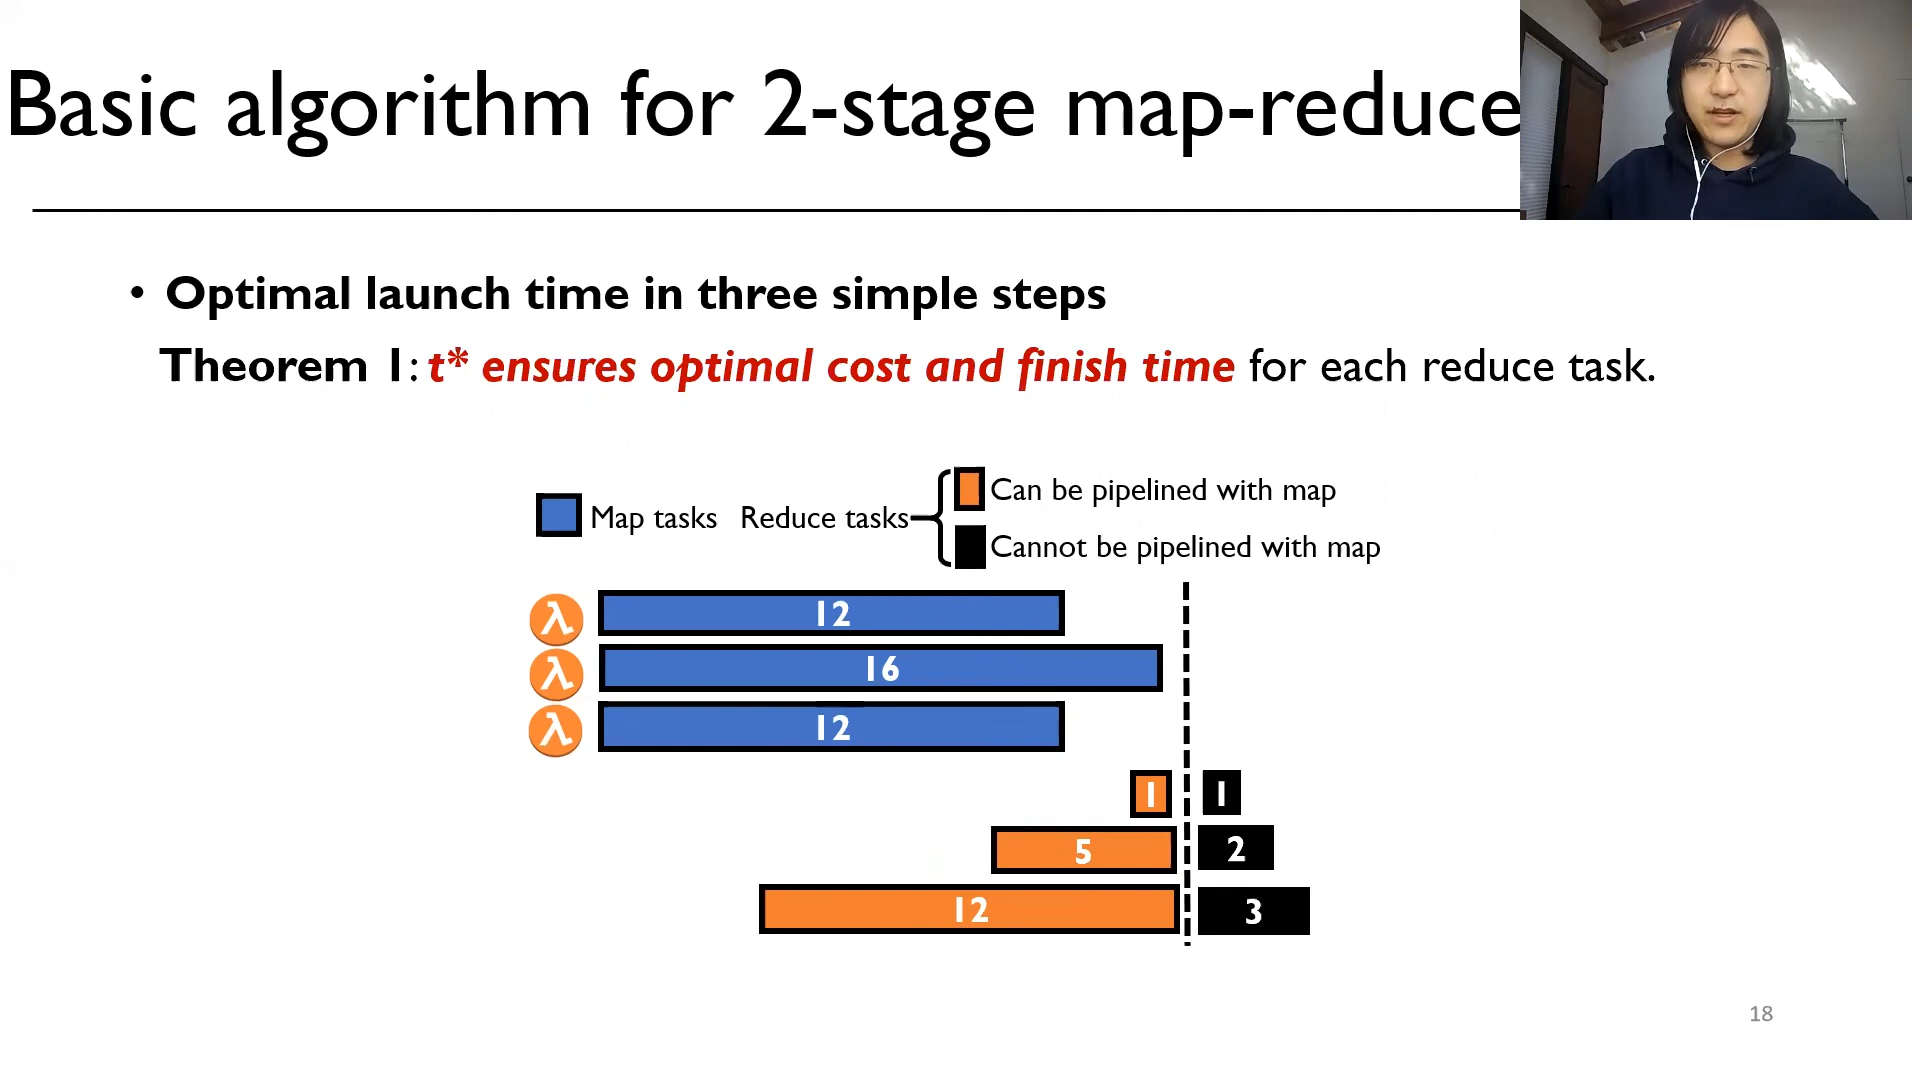 Basic algorithm for 2-stage map-reduce
• Optimal launch time in three simple steps
Theorem 1: t* ensures optimal cost and finish time for each reduce task.
Can be pipelined with map
Map tasks Reduce tasks
Cannot be pipelined with map
λ 12
λ 16
λ 12
1 1
5 2
12 3
18